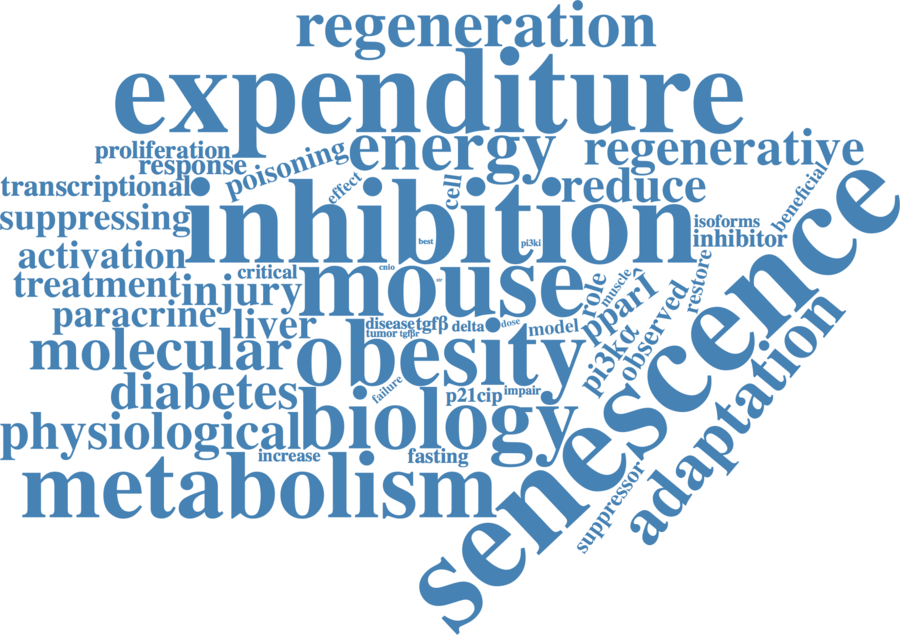 regeneration
expenditure
proliferation
energy
regenerative
response
poisoning
transcriptional
effect
cell
reduce
beneficial
suppressing
inhibition
isoforms
inhibitor
senescence
best
pi3ki
activation
critical
cnio
mouse
role
muscle
restore
treatment
injury
pparÎ
paracrine
liver
disease
tgfβ
delta
dose
model
observed
tumor
tgfβr
molecular
obesity
pi3kα
adaptation
diabetes
failure
p21cip
impair
physiological
biology
increase
fasting
metabolism
suppressor